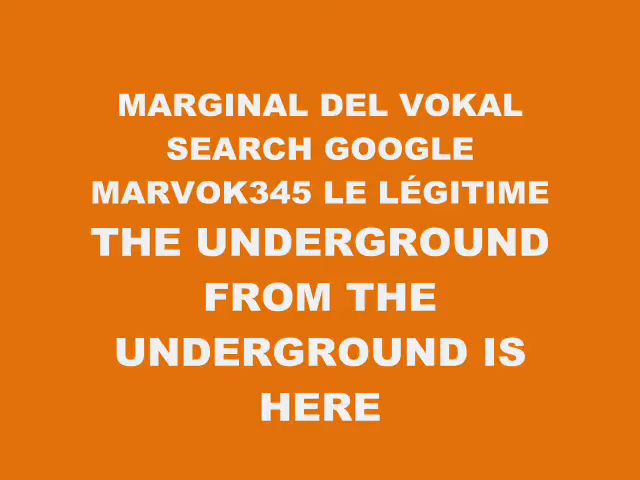 MARGINAL DEL VOKAL
SEARCH GOOGLE
MARVOK345 LE LÉGITIME
THE UNDERGROUND
FROM THE
UNDERGROUND IS
HERE